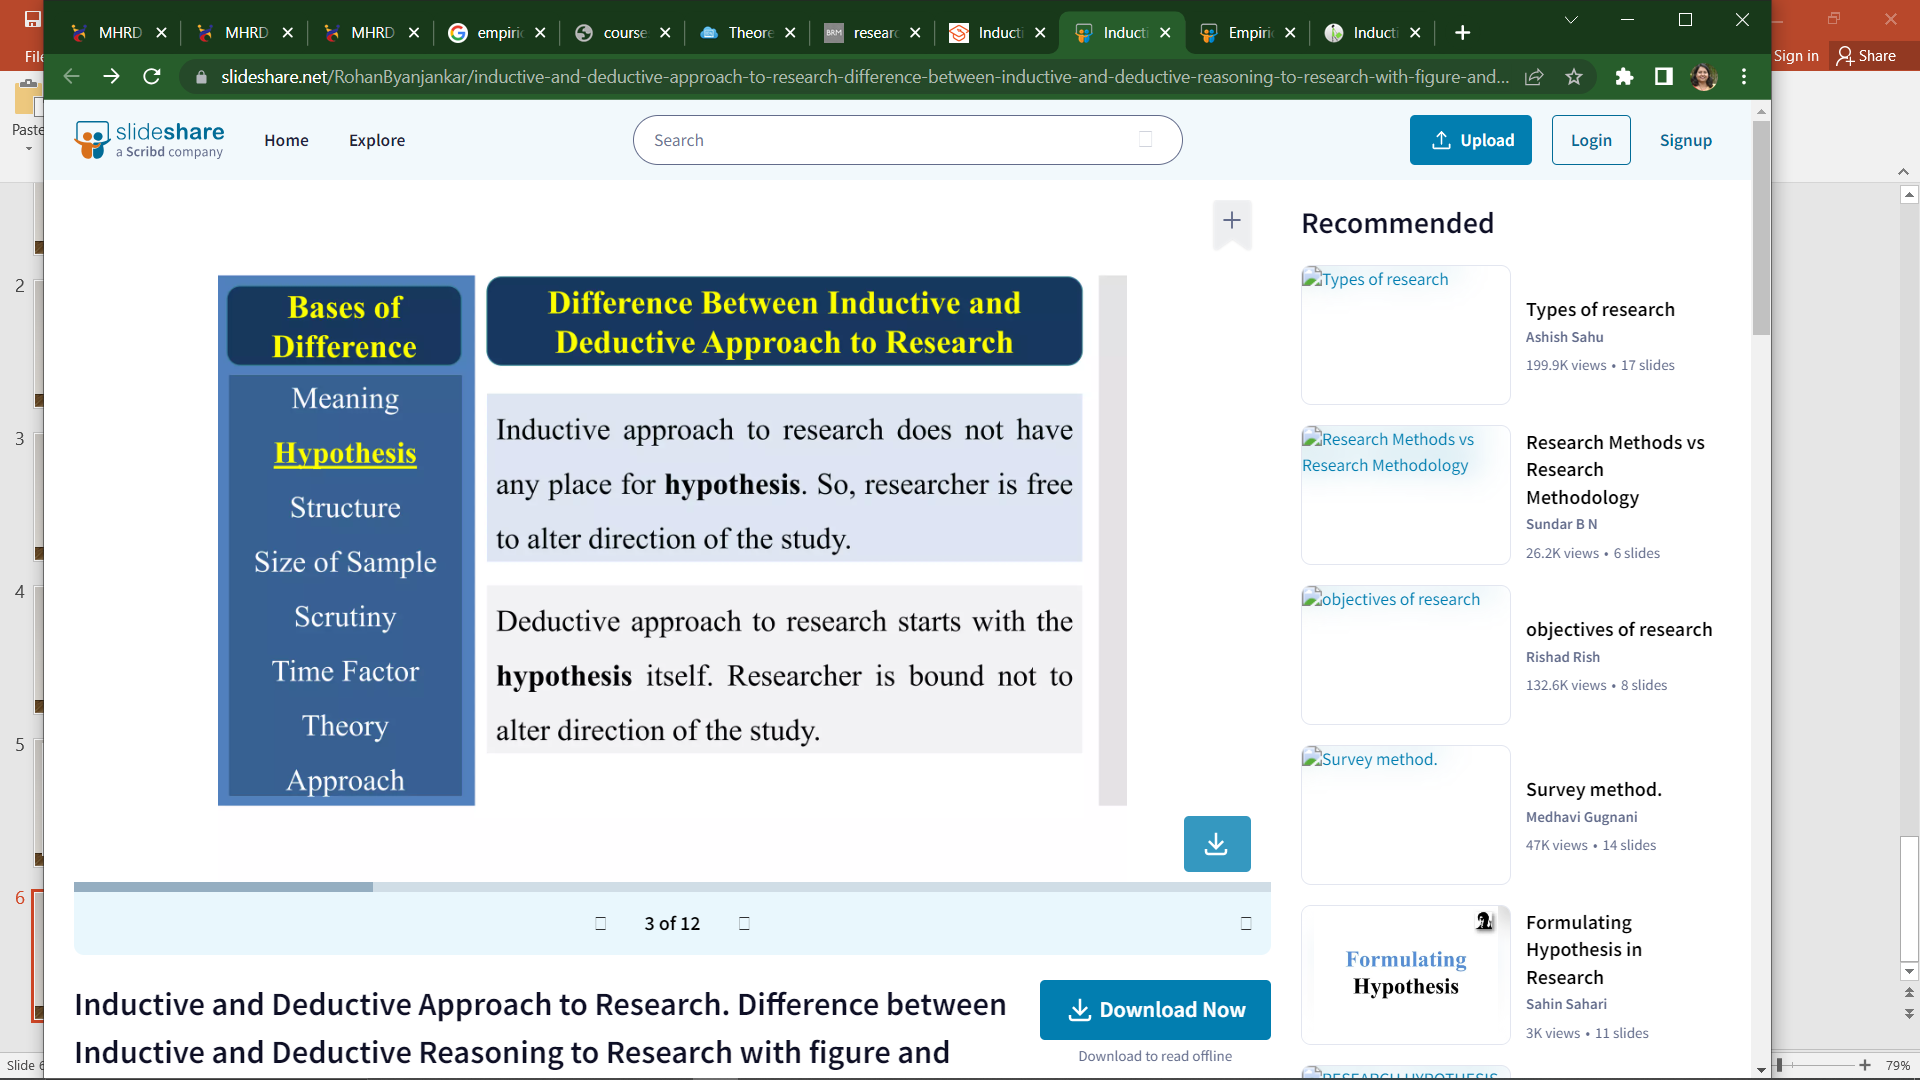 MHRD
MHRD
MHRD
empiric
course
Theore
researc
Inducti
Inducti
Empiric
Inducti
File
Sign in
Share
slideshare.net/RohanByanjankar/inductive-and-deductive-approach-to-research-difference-between-inductive-and-deductive-reasoning-to-research-with-figure-and...
Paste
slideshare
a Scribd company
Home
Explore
Search
Upload
Login
Signup
2
3
4
5
6
Bases of
Difference
Meaning
Hypothesis
Structure
Size of Sample
Scrutiny
Time Factor
Theory
Approach
Difference Between Inductive and
Deductive Approach to Research
Inductive approach to research does not have
any place for hypothesis. So, researcher is free
to alter direction of the study.
Deductive approach to research starts with the
hypothesis itself. Researcher is bound not to
alter direction of the study.
3 of 12
Inductive and Deductive Approach to Research. Difference between
Inductive and Deductive Reasoning to Research with figure and
Download Now
Download to read offline
Recommended
Types of research
Types of research
Ashish Sahu
199.9K views • 17 slides
Research Methods vs
Research Methodology
Research Methods vs
Research
Methodology
Sundar B N
26.2K views • 6 slides
objectives of research
objectives of research
Rishad Rish
132.6K views • 8 slides
Survey method.
Survey method.
Medhavi Gugnani
47K views • 14 slides
Formulating
Hypothesis
Formulating
Hypothesis in
Research
Sahin Sahari
3K views • 11 slides
RESEARCH HYPOTHESIS
Slide 6
79%